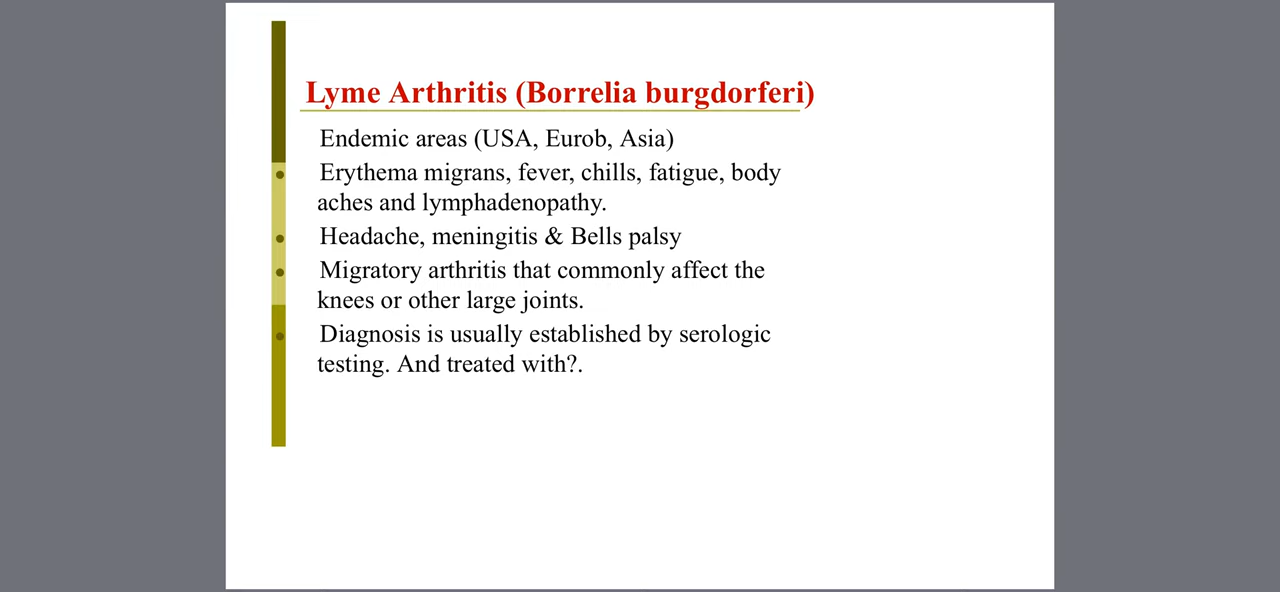 Lyme Arthritis (Borrelia burgdorferi)
Endemic areas (USA, Eurob, Asia)
Erythema migrans, fever, chills, fatigue, body
aches and lymphadenopathy.
Headache, meningitis & Bells palsy
Migratory arthritis that commonly affect the
knees or other large joints.
Diagnosis is usually established by serologic
testing. And treated with?.